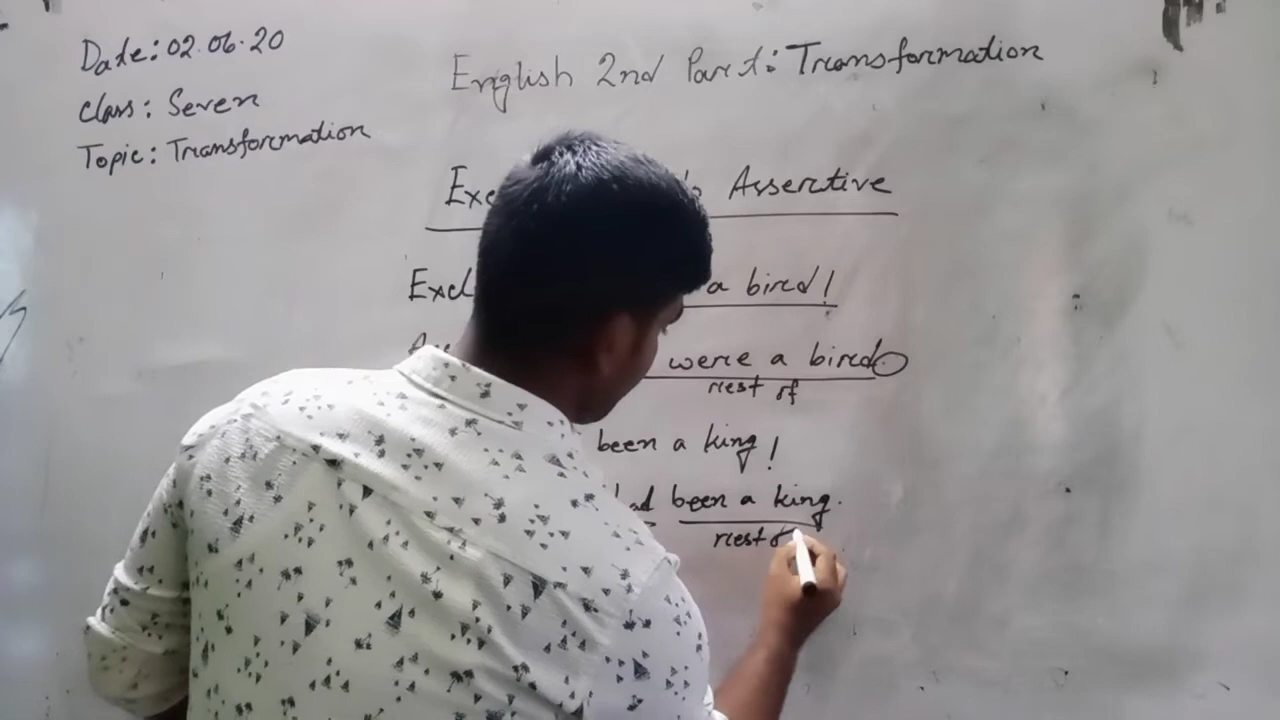 Date: 02.06.20
Class: Seven
Topic: Transformation
English 2nd Part: Transformation
Assertive
a bird!
were a bird.
rest of
been a king!
had been a king.
rest